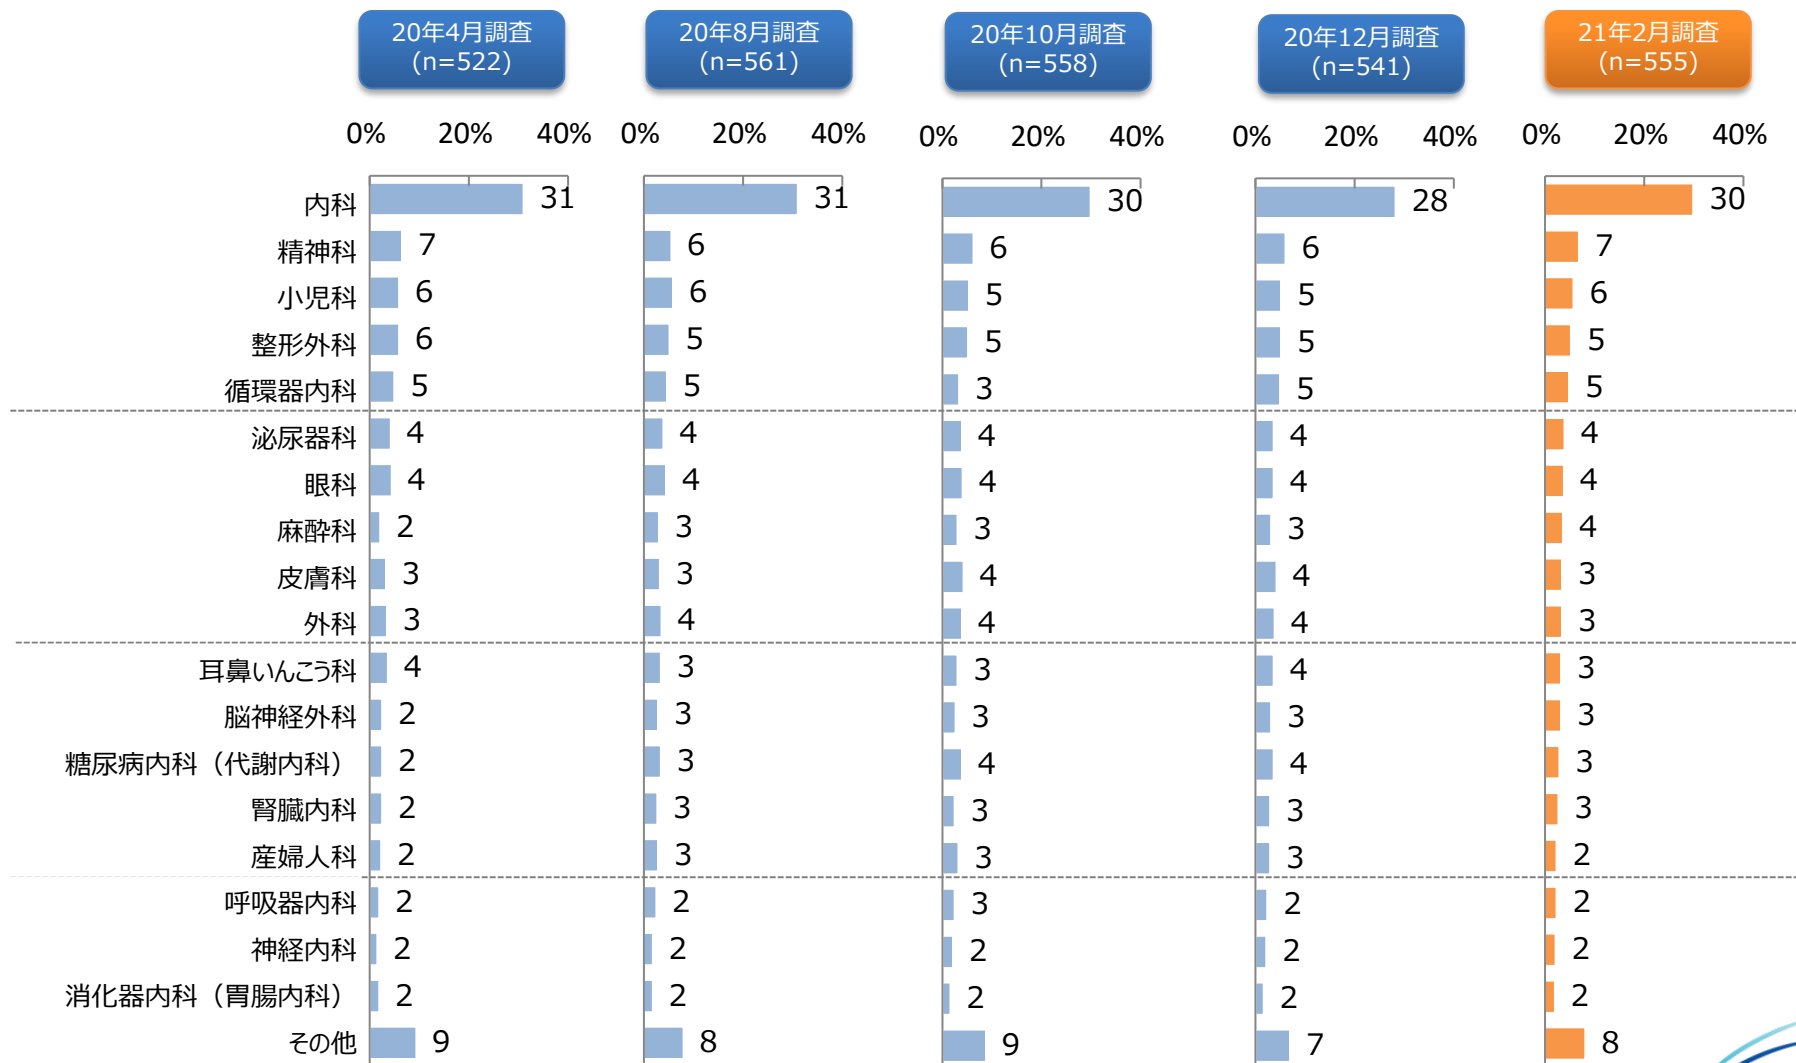 20年4月調査 20年8月調査 20年10月調査 20年12月調査 21年2月調査
(n=522) (n=561) (n=558) (n=541) (n=555)
0% 20% 40% 0% 20% 40% 0% 20% 40% 0% 20% 40% 0% 20% 40%
内科 31 31 30 28 30
精神科 7 6 6 6 7
小児科 6 6 5 5 6
整形外科 6 5 5 5 5
循環器内科 5 5 3 5 5
泌尿器科 4 4 4 4 4
眼科 4 4 4 4 4
麻酔科 2 3 3 3 4
皮膚科 3 3 4 4 3
外科 3 4 4 4 3
耳鼻いんこう科 4 3 3 4 3
脳神経外科 2 3 3 3 3
糖尿病内科（代謝内科） 2 3 4 4 3
腎臓内科 2 3 3 3 3
産婦人科 2 3 3 3 2
呼吸器内科 2 2 3 2 2
神経内科 2 2 2 2 2
消化器内科（胃腸内科） 2 2 2 2 2
その他 9 8 9 7 8